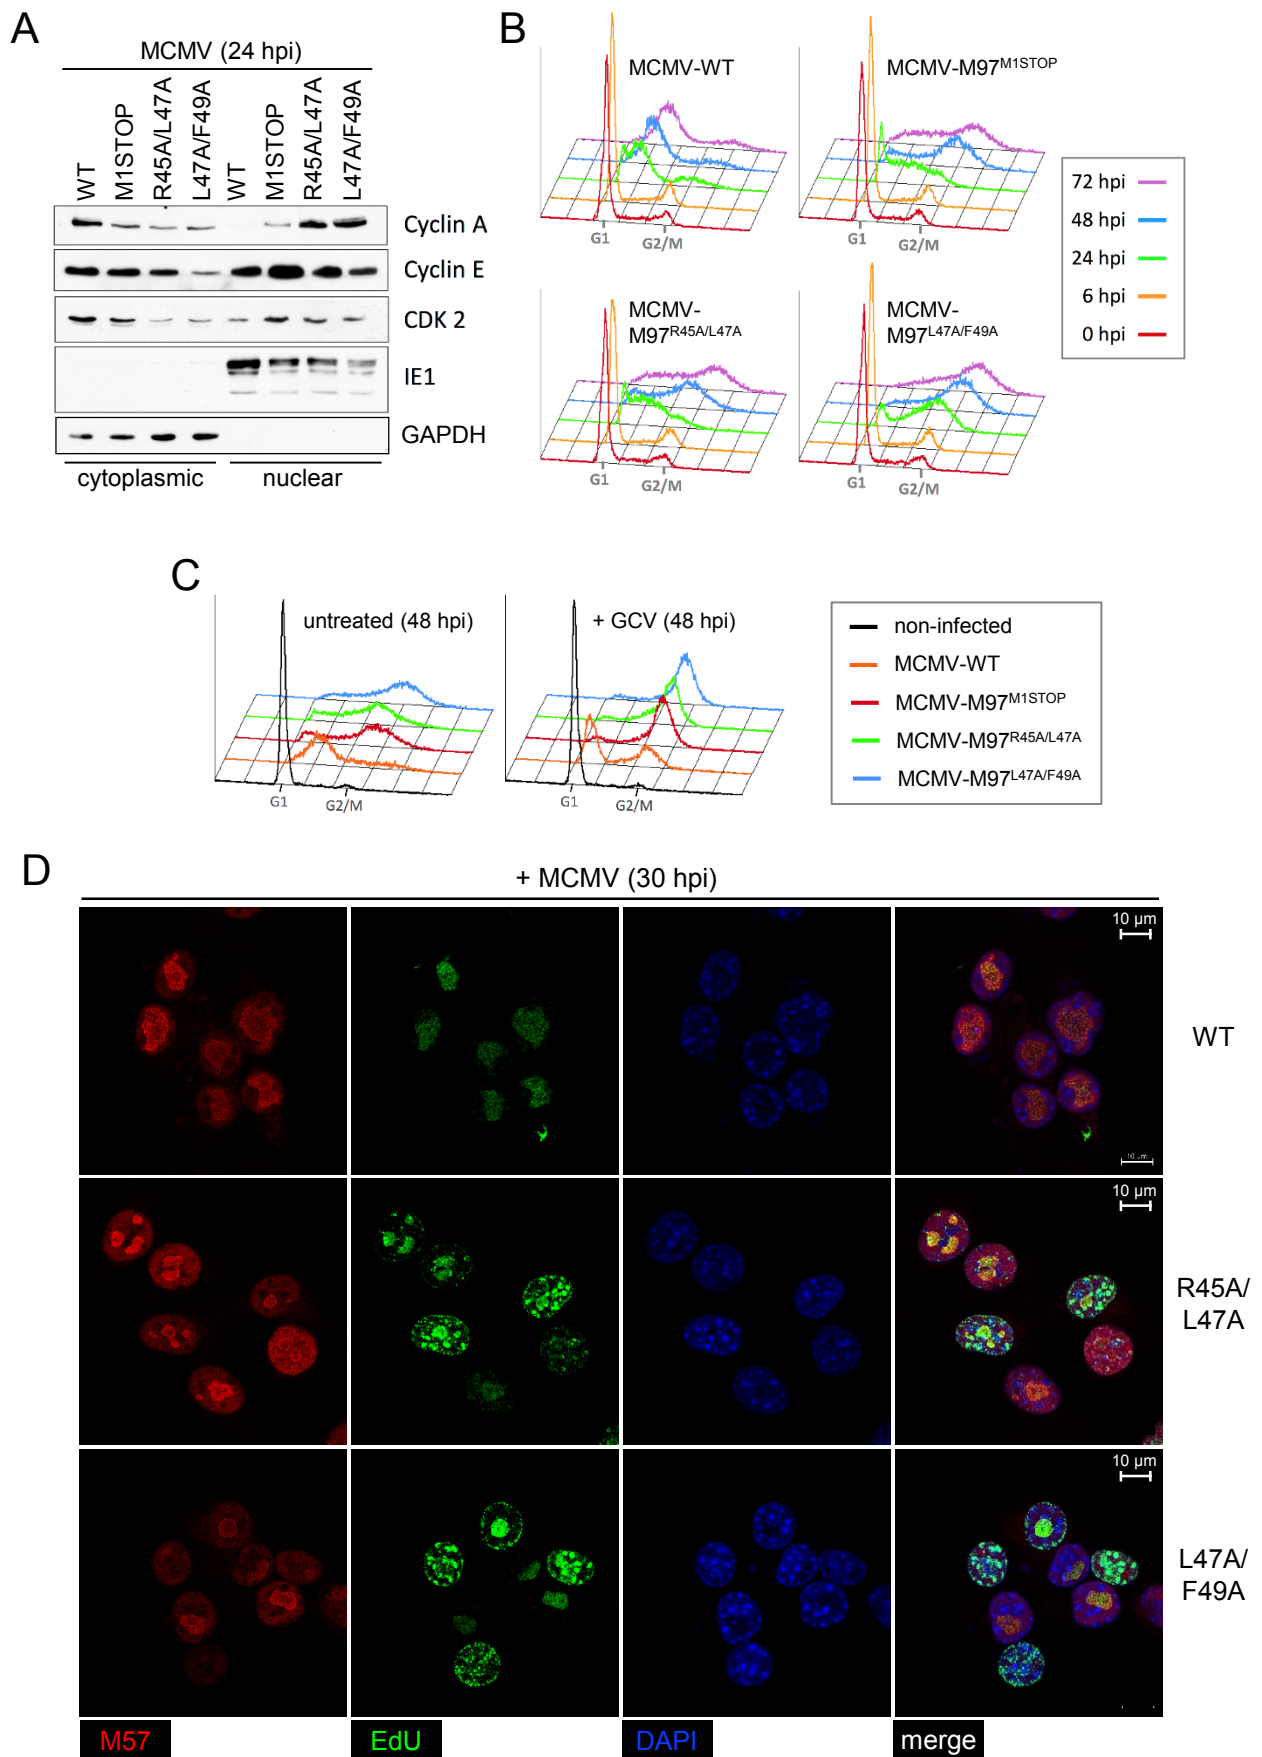 A
MCMV (24 hpi)
WT
M1STOP
R45A/L47A
L47A/F49A
WT
M1STOP
R45A/L47A
L47A/F49A
Cyclin A
Cyclin E
CDK 2
IE1
GAPDH
cytoplasmic
nuclear
B
MCMV-WT
G1
G2/M
MCMV-M97M1STOP
G1
G2/M
MCMV-
M97R45A/L47A
G1
G2/M
MCMV-
M97L47A/F49A
G1
G2/M
72 hpi
48 hpi
24 hpi
6 hpi
0 hpi
C
untreated (48 hpi)
G1
G2/M
+ GCV (48 hpi)
G1
G2/M
non-infected
MCMV-WT
MCMV-M97M1STOP
MCMV-M97R45A/L47A
MCMV-M97L47A/F49A
D
+ MCMV (30 hpi)
10 µm
10 µm
WT
10 µm
R45A/
L47A
10 µm
L47A/
F49A
M57
EdU
DAPI
merge